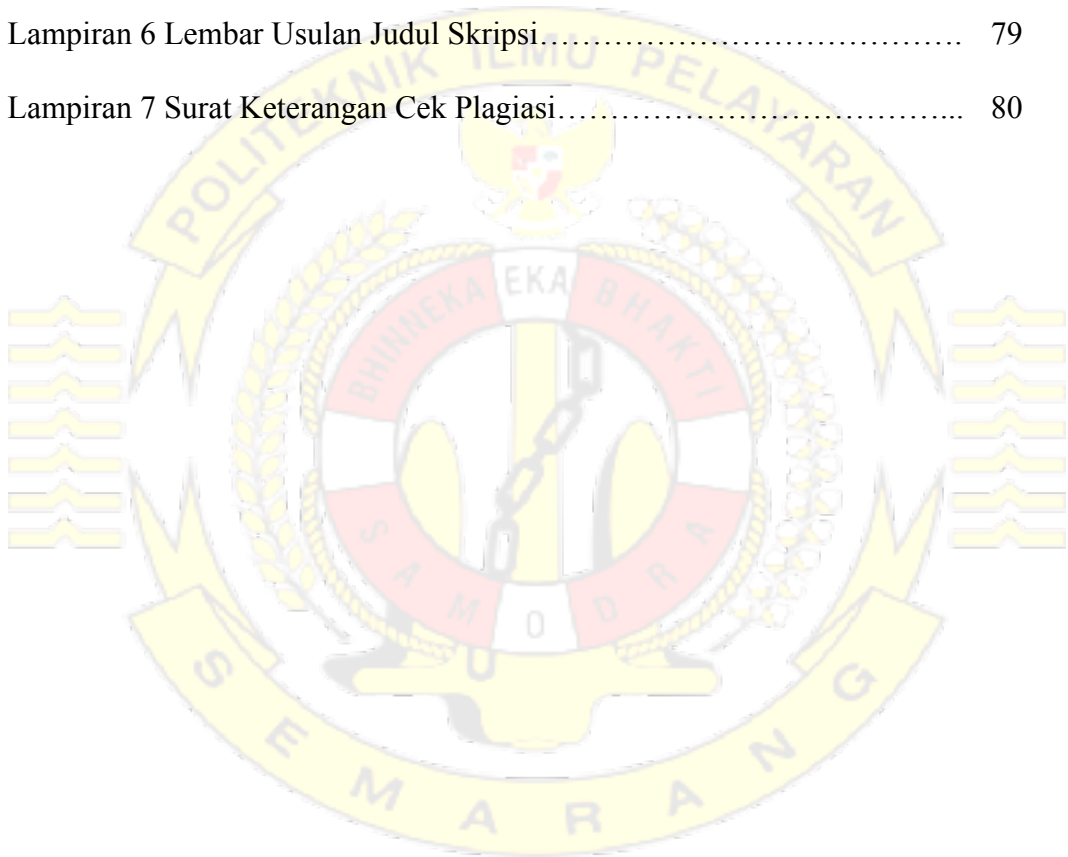 Lampiran 6 Lembar Usulan Judul Skripsi…………………………………. 79
Lampiran 7 Surat Keterangan Cek Plagiasi………………………………... 80
POLITEKNIK ILMU PELAYARAN
BHINNEKA EKA BHAKTI
SAMODRA
SEMARANG